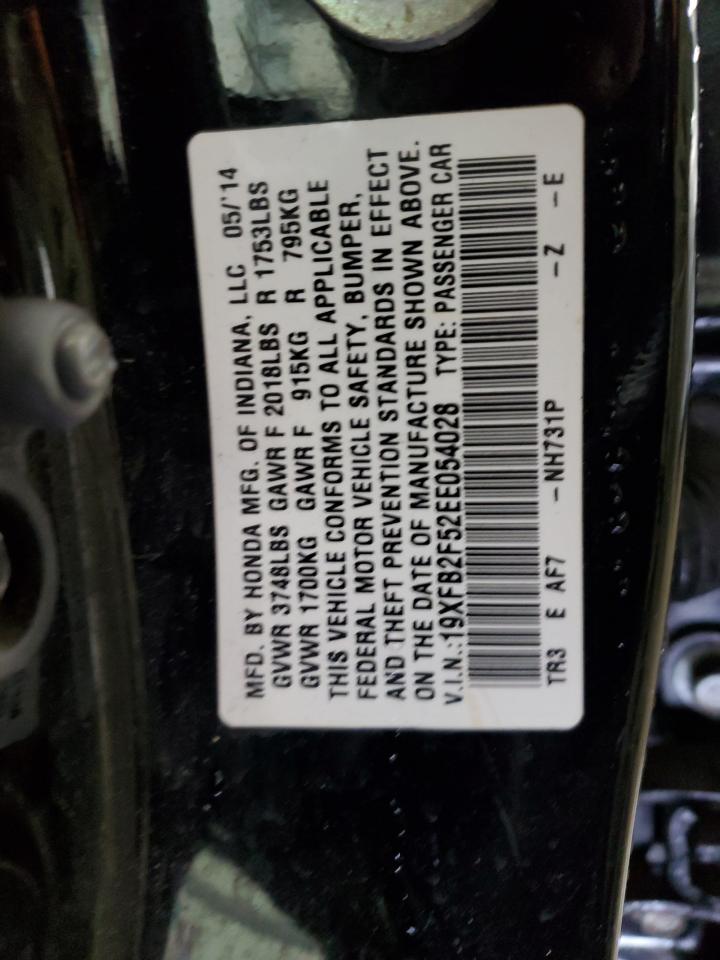 MFD. BY HONDA MFG. OF INDIANA, LLC 05/'14
GVWR 3748LBS GAWR F 2018LBS R 1753LBS
GVWR 1700KG GAWR F 915KG R 795KG
THIS VEHICLE CONFORMS TO ALL APPLICABLE
FEDERAL MOTOR VEHICLE SAFETY, BUMPER,
AND THEFT PREVENTION STANDARDS IN EFFECT
ON THE DATE OF MANUFACTURE SHOWN ABOVE.
V.I.N.:19XFB2F52EE054028 TYPE: PASSENGER CAR
TR3 E AF7 -NH731P -Z -E